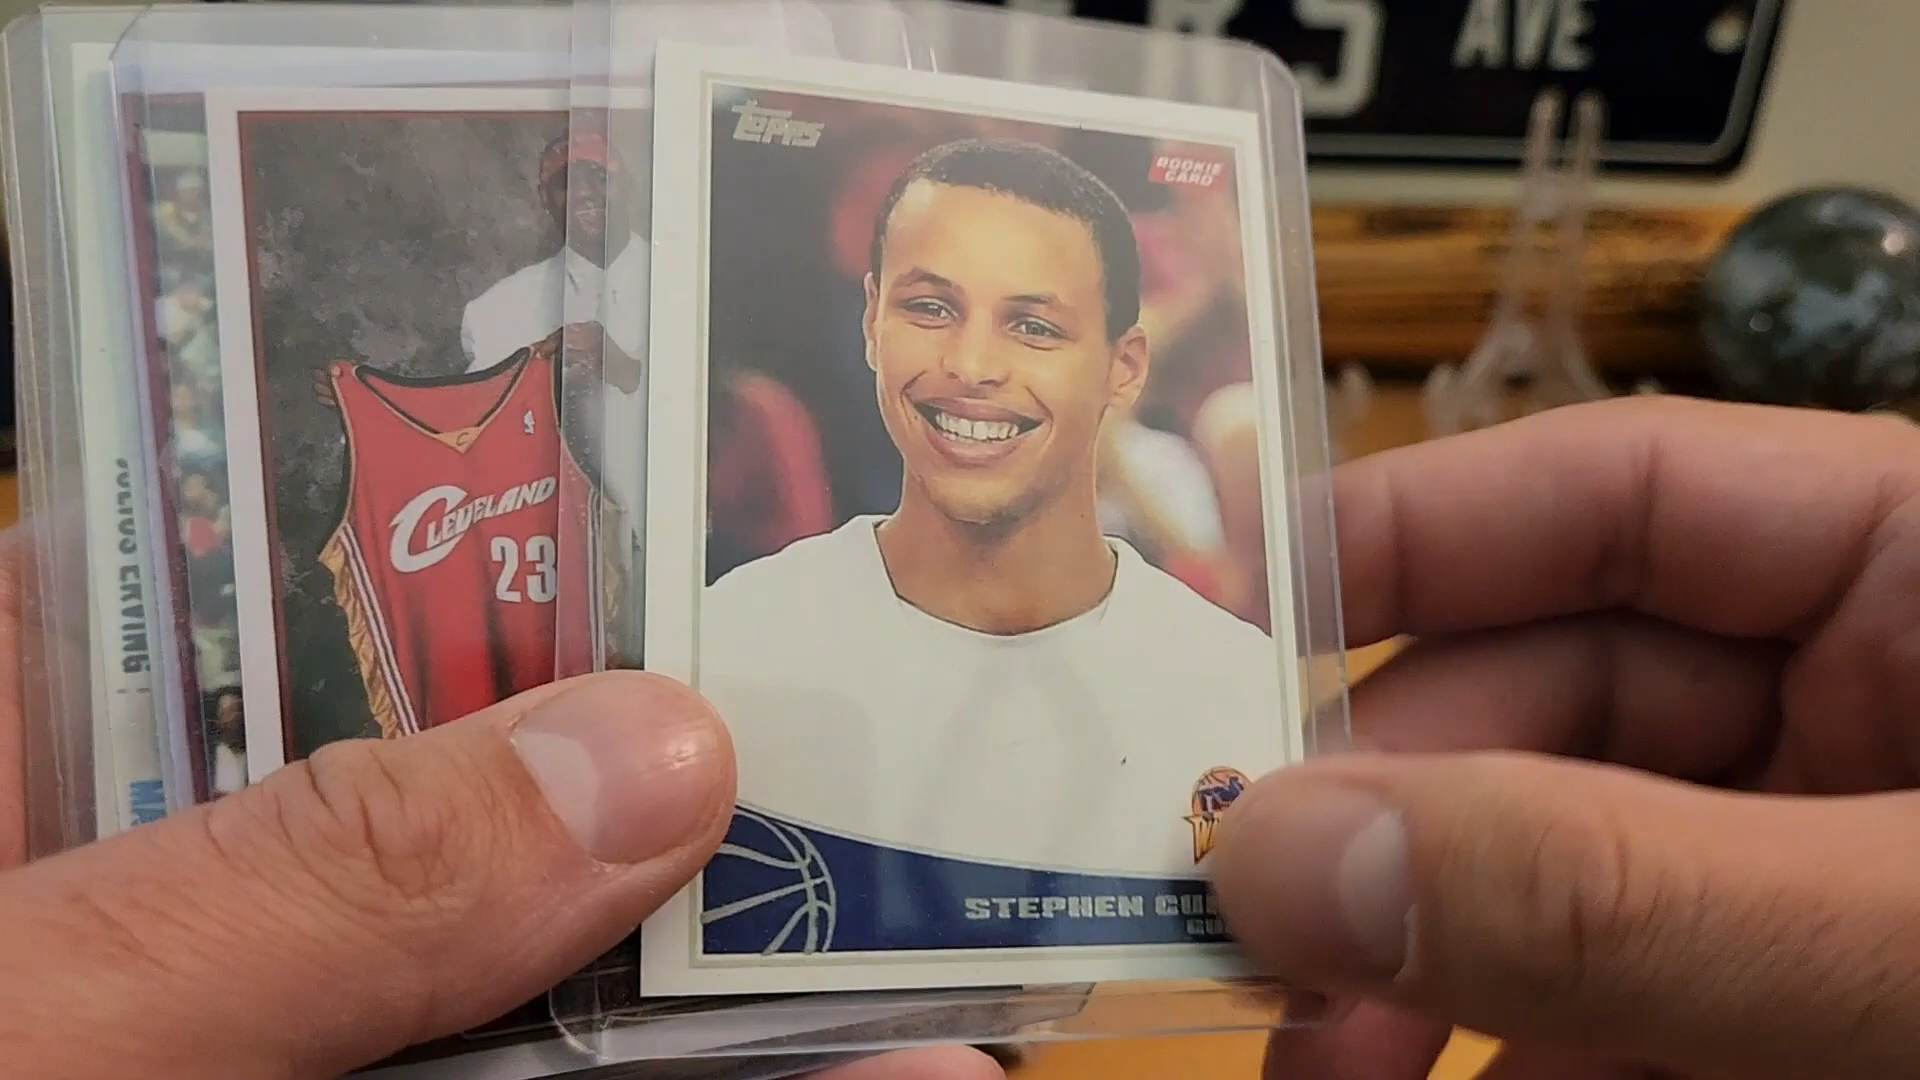 AVE
TOPPS
ROOKIE
CARD
CLEVELAND
23
JULIUS ERVING
STEPHEN CU